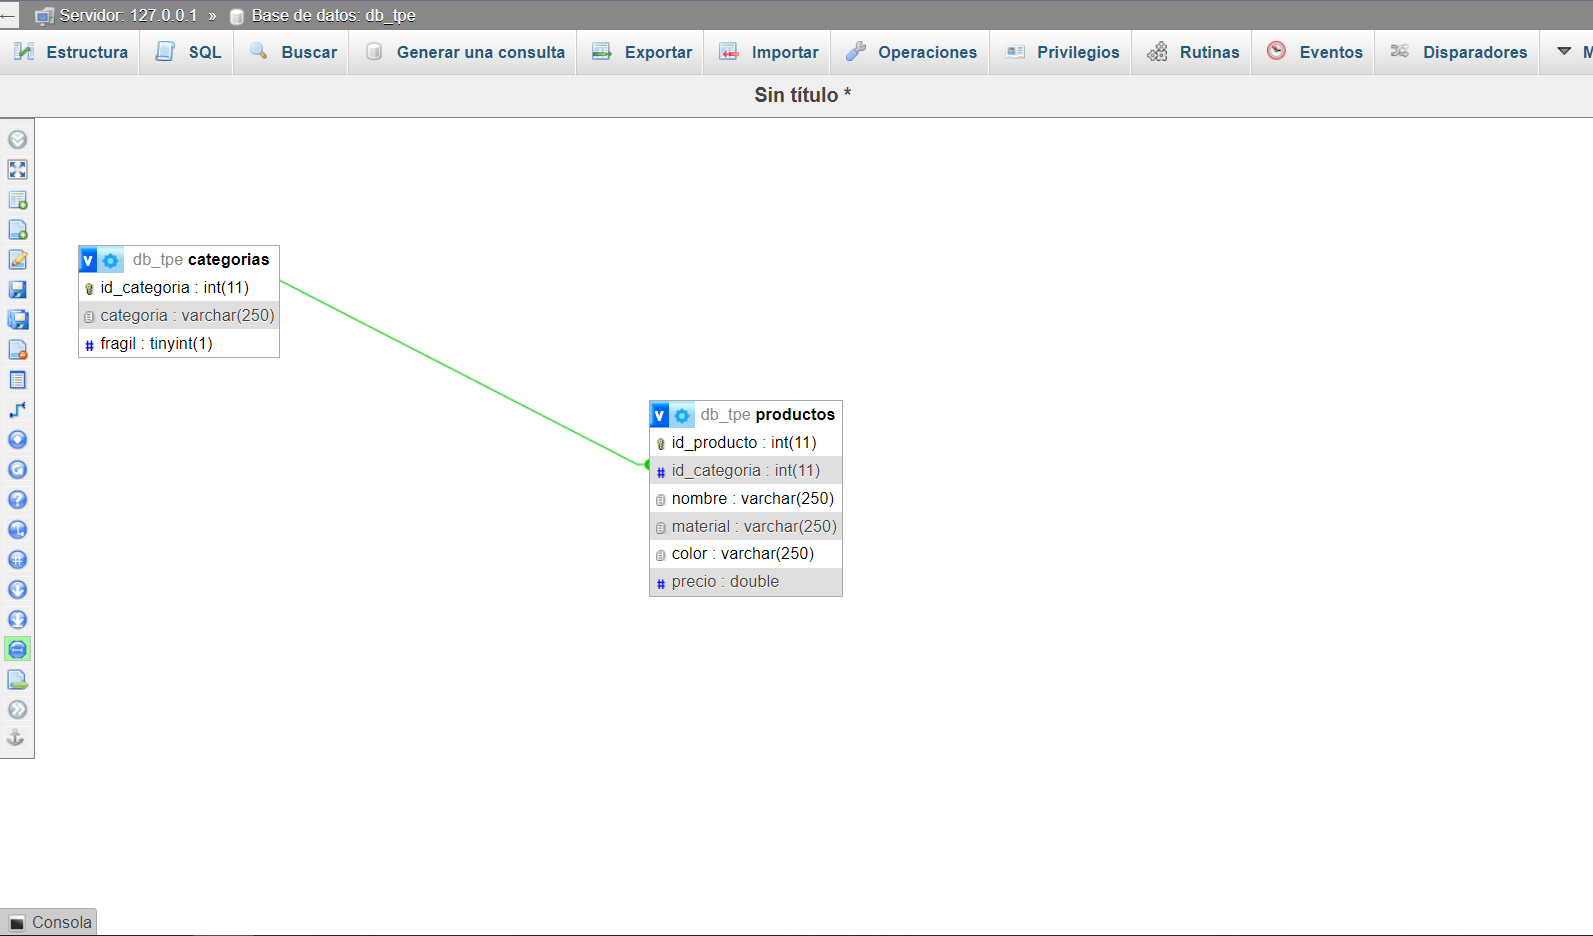 Servidor: 127.0.0.1 » Base de datos: db_tpe
Estructura SQL Buscar Generar una consulta Exportar Importar Operaciones Privilegios Rutinas Eventos Disparadores M
Sin título *
v db_tpe categorias
id_categoria : int(11)
categoria : varchar(250)
# fragil : tinyint(1)
v db_tpe productos
id_producto : int(11)
# id_categoria : int(11)
nombre : varchar(250)
material : varchar(250)
color : varchar(250)
# precio : double
Consola